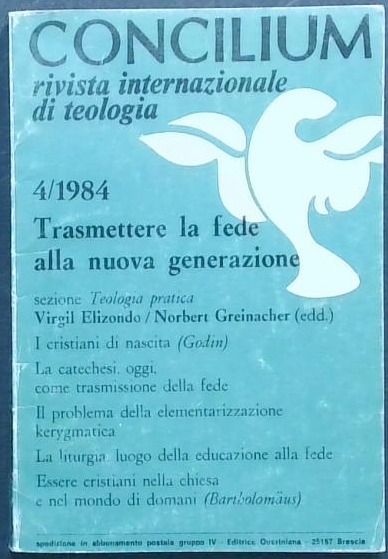 CONCILIUM
rivista internazionale
di teologia
4/1984
Trasmettere la fede
alla nuova generazione
sezione Teologia pratica
Virgil Elizondo / Norbert Greinacher (edd.)
I cristiani di nascita (Godin)
La catechesi, oggi,
come trasmissione della fede
Il problema della elementarizzazione
kerygmatica
La liturgia luogo della educazione alla fede
Essere cristiani nella chiesa
e nel mondo di domani (Bartholomäus)
spedizione in abbonamento postale gruppo IV - Editrice Queriniana - 25187 Brescia